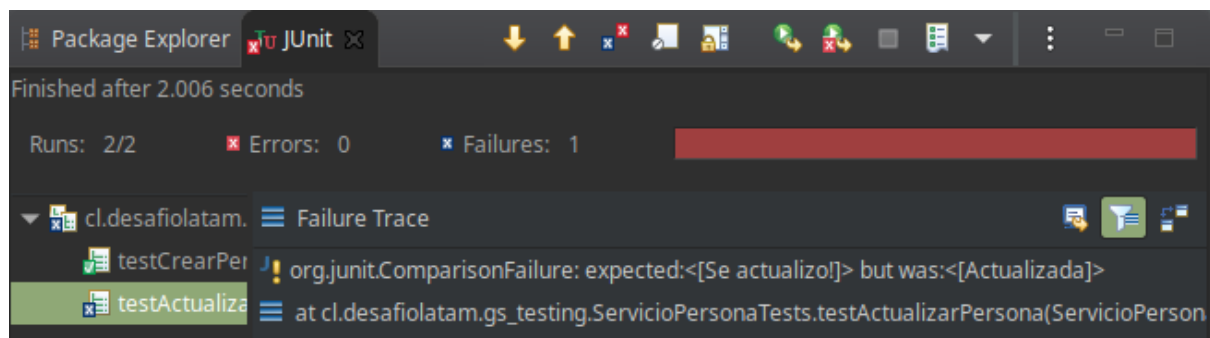 Package Explorer JUnit
Finished after 2.006 seconds
Runs: 2/2 Errors: 0 Failures: 1
cl.desafiolatam. Failure Trace
testCrearPer org.junit.ComparisonFailure: expected:<[Se actualizo!]> but was:<[Actualizada]>
testActualiza at cl.desafiolatam.gs_testing.ServicioPersonaTests.testActualizarPersona(ServicioPerson